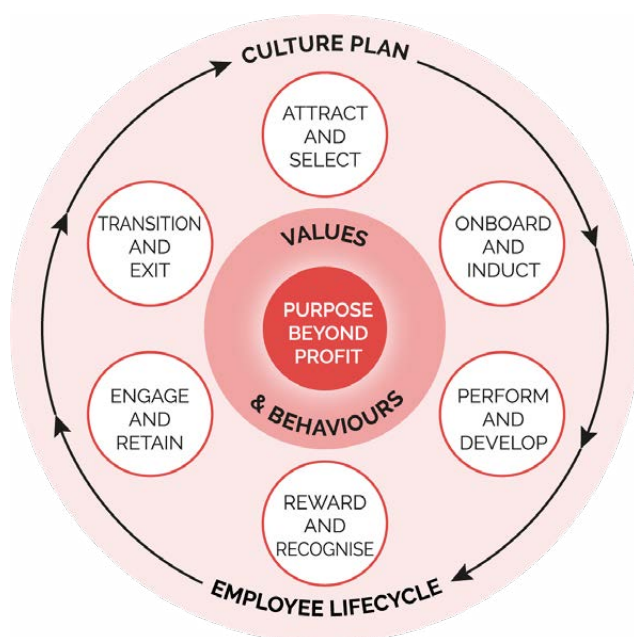 CULTURE PLAN
ATTRACT
AND
SELECT
ONBOARD
AND
INDUCT
PERFORM
AND
DEVELOP
REWARD
AND
RECOGNISE
ENGAGE
AND
RETAIN
TRANSITION
AND
EXIT
VALUES
& BEHAVIOURS
PURPOSE
BEYOND
PROFIT
EMPLOYEE LIFECYCLE